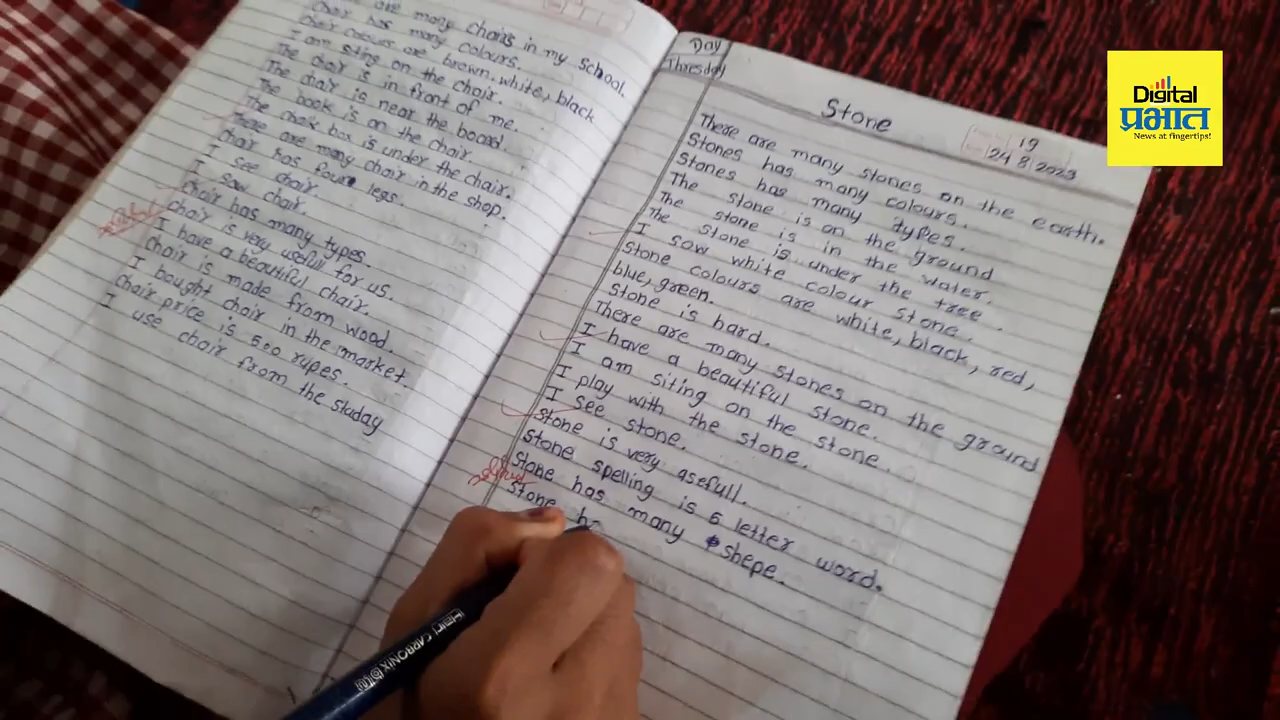 are many chairs in my School.
Chair has many colours.
Chair colours are brown, white, black
I am siting on the chair.
The chair is in front of me.
The chair is near the board
The book is on the chair
The chair box is under the chair.
There are many chair in the shop.
Chair has four legs.
I see chair.
I saw chair.
Chair has many types.
Chair is very usefull for us.
I have a beautiful chair.
Chair is made from wood.
I bought chair in the market.
Chair price is 500 rupes.
I use chair from the studay
Day
Thresday
Stone
19
24 8 2023
There are many stones on the earth.
Stones has many colours.
Stones has many types.
The stone is on the ground
The stone is in the water.
The stone is under the tree.
I saw white colour stone.
Stone colours are white, black, red,
blue, green.
Stone is hard.
There are many stones on the ground
I have a beautiful stone.
I am siting on the stone.
I play with the stone.
I see stone.
Stone is very asefull.
Stone spelling is 5 letter word.
Stone has many shepe.
Stone
Digital
प्रभात
News at fingertips!